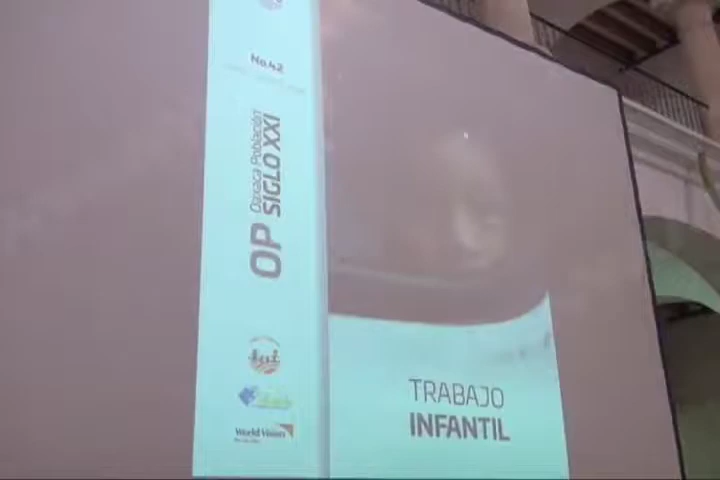 No.42
OP
Oaxaca Población
SIGLO XXI
World Vision
TRABAJO
INFANTIL